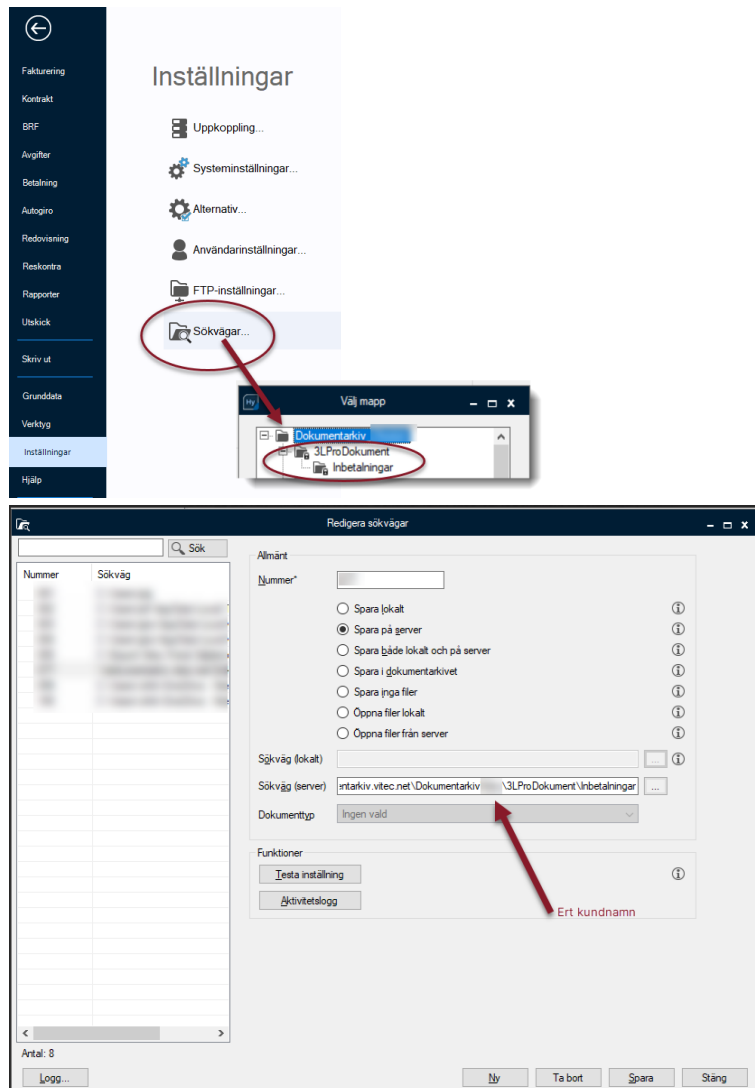 Inställningar
Fakturering
Kontrakt
BRF
Avgifter
Betalning
Autogiro
Redovisning
Reskontra
Rapporter
Utskick
Skriv ut
Grunddata
Verktyg
Inställningar
Hjälp
Uppkoppling...
Systeminställningar...
Alternativ...
Användarinställningar...
FTP-inställningar...
Sökvägar...
Hy
Välj mapp
Dokumentarkiv
3LProDokument
Inbetalningar
Redigera sökvägar
Sök
Nummer Sökväg
Antal: 8
Logg...
Allmänt
Nummer*
Spara lokalt
Spara på server
Spara både lokalt och på server
Spara i dokumentarkivet
Spara inga filer
Öppna filer lokalt
Öppna filer från server
Sökväg (lokalt) ...
Sökväg (server) entarkiv.vitec.net\Dokumentarkiv \3LProDokument\Inbetalningar ...
Dokumenttyp Ingen vald
Funktioner
Testa inställning
Aktivitetslogg
Ert kundnamn
Ny Ta bort Spara Stäng